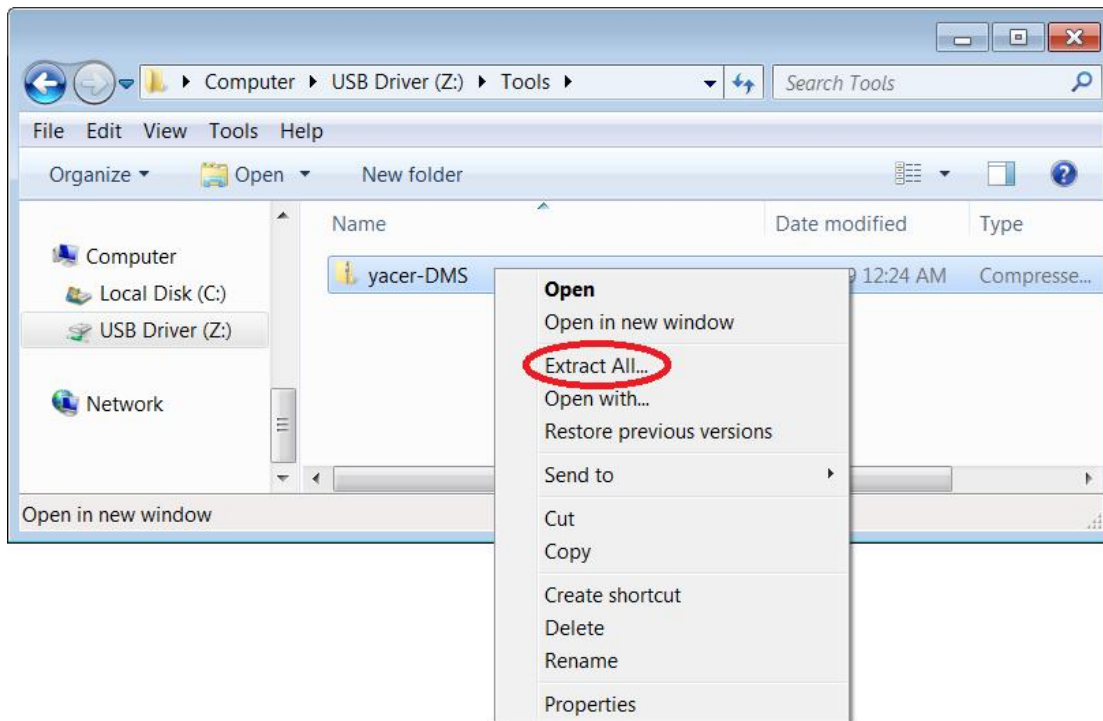 Computer ▸ USB Driver (Z:) ▸ Tools ▸
Search Tools
File Edit View Tools Help
Organize Open New folder
Name Date modified Type
Computer
Local Disk (C:)
USB Driver (Z:)
Network
yacer-DMS 12:24 AM Compresse...
Open
Open in new window
Extract All...
Open with...
Restore previous versions
Send to
Cut
Copy
Create shortcut
Delete
Rename
Properties
Open in new window